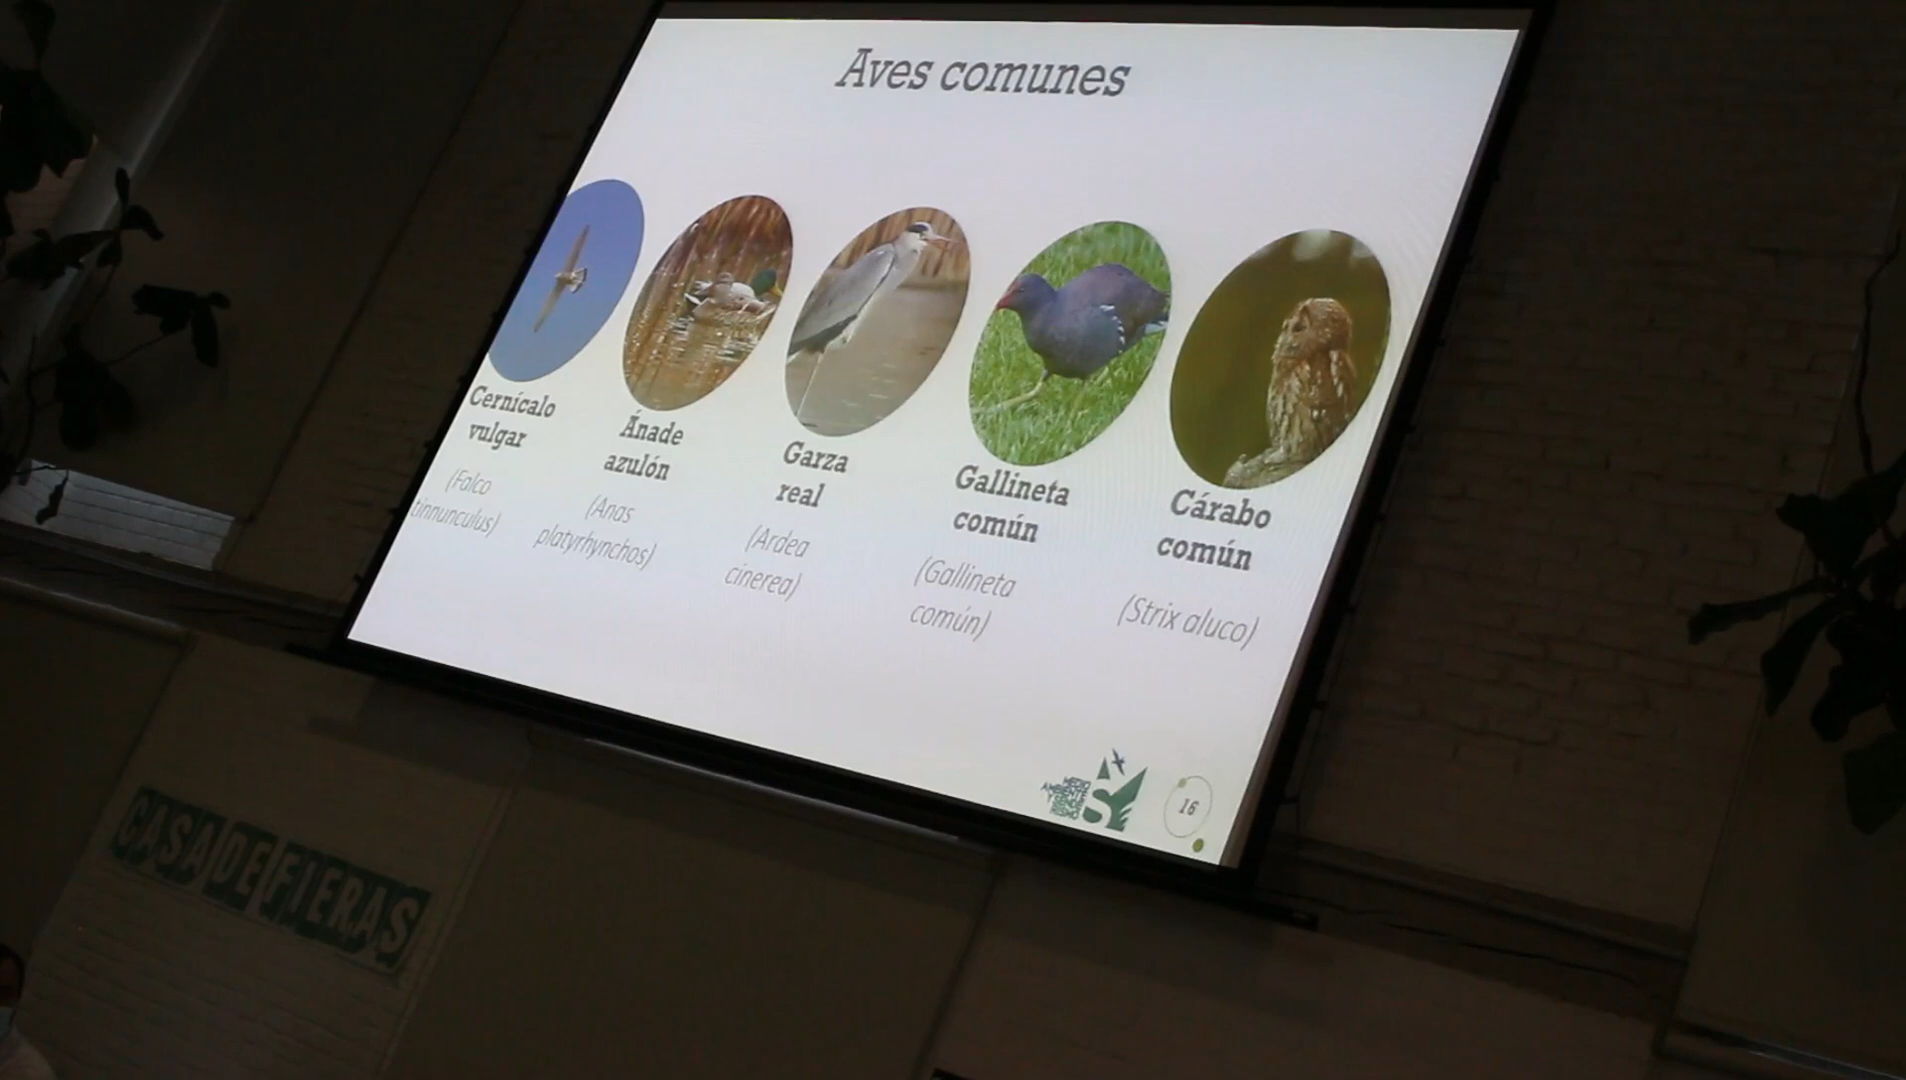 Aves comunes
Cernícalo
vulgar
(Falco
tinnunculus)
Ánade
azulón
(Anas
platyrhynchos)
Garza
real
(Ardea
cinerea)
Gallineta
común
(Gallineta
común)
Cárabo
común
(Strix aluco)
16
CASA DE FIERAS